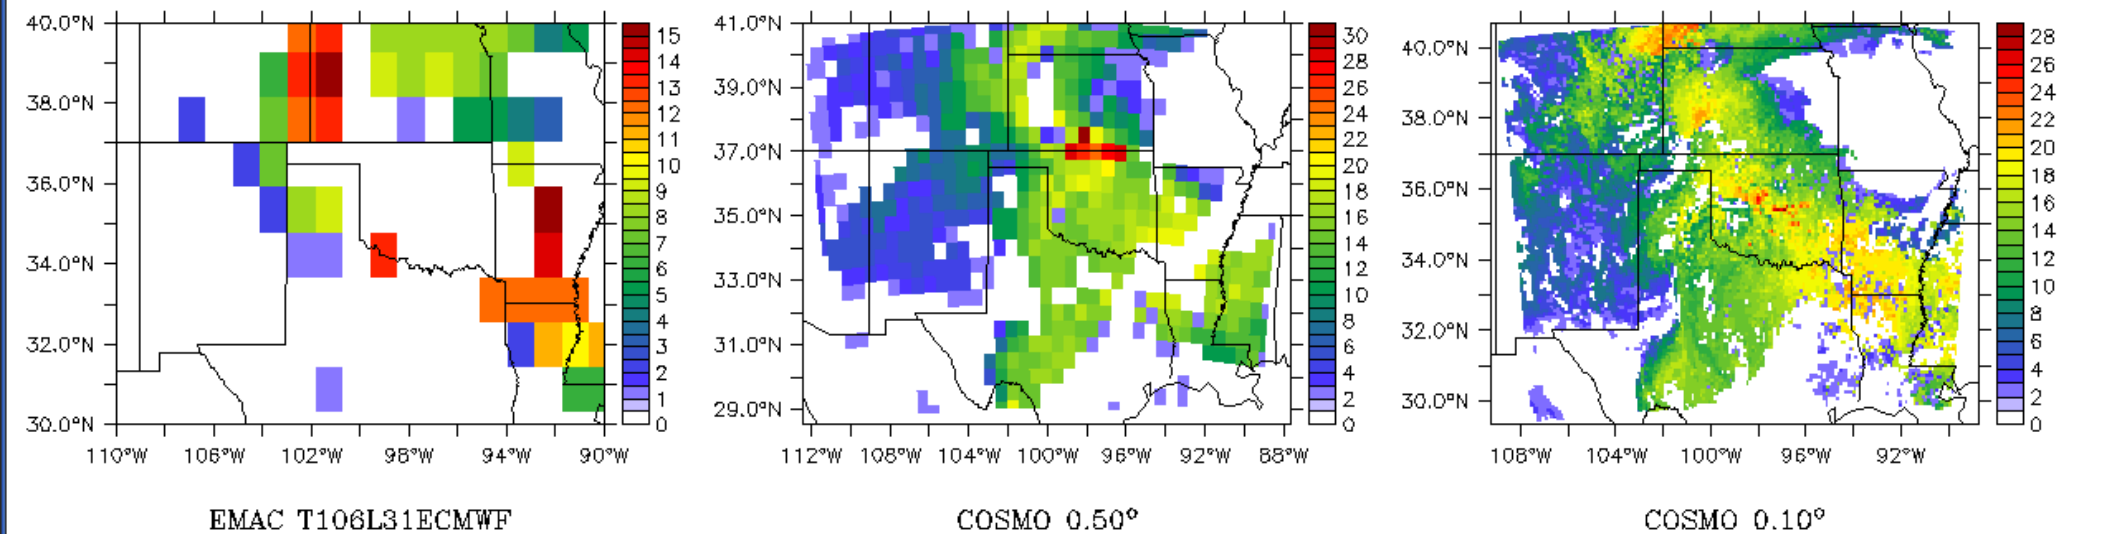 40.0°N
38.0°N
36.0°N
34.0°N
32.0°N
30.0°N
110°W 106°W 102°W 98°W 94°W 90°W
15
14
13
12
11
10
9
8
7
6
5
4
3
2
1
0
EMAC T106L31ECMWF
41.0°N
39.0°N
37.0°N
35.0°N
33.0°N
31.0°N
29.0°N
112°W 108°W 104°W 100°W 96°W 92°W 88°W
30
28
26
24
22
20
18
16
14
12
10
8
6
4
2
0
COSMO 0.50°
40.0°N
38.0°N
36.0°N
34.0°N
32.0°N
30.0°N
108°W 104°W 100°W 96°W 92°W
28
26
24
22
20
18
16
14
12
10
8
6
4
2
0
COSMO 0.10°